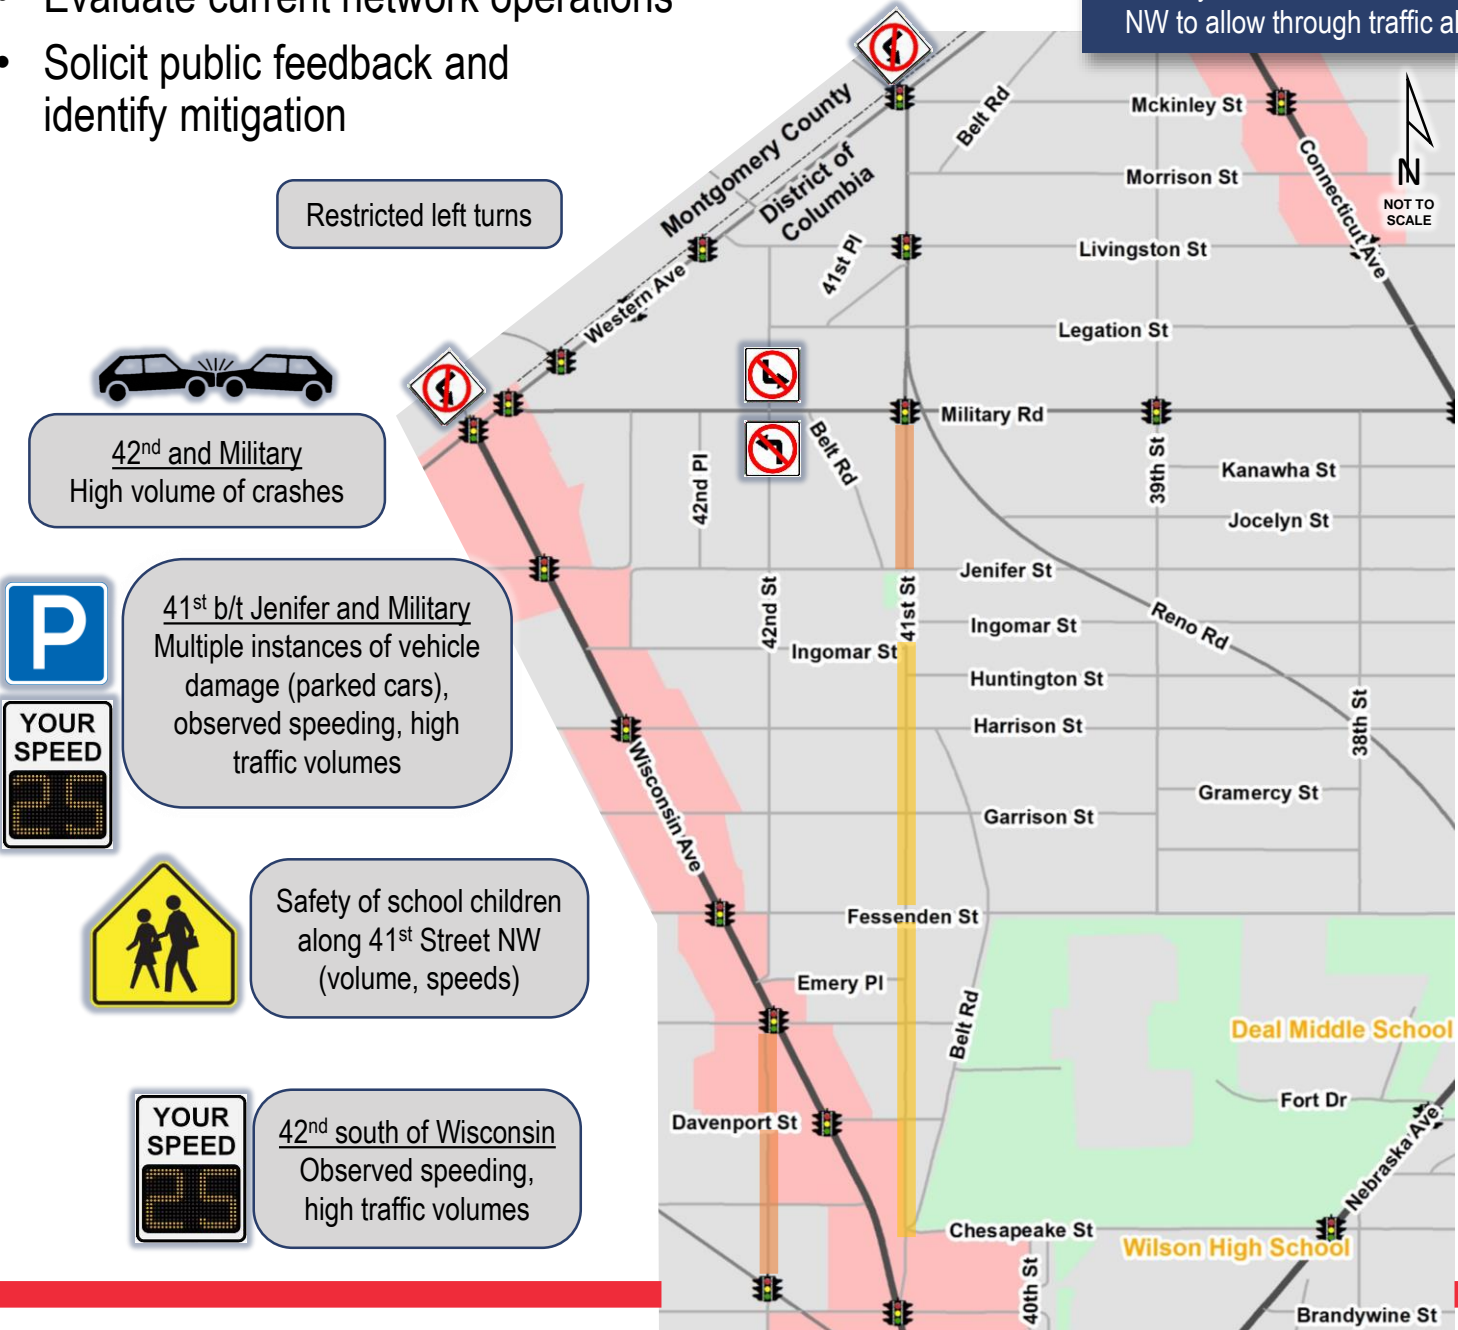 • Evaluate current network operations
• Solicit public feedback and
identify mitigation
NW to allow through traffic al
Restricted left turns
42nd and Military
High volume of crashes
P
41st b/t Jenifer and Military
Multiple instances of vehicle
damage (parked cars),
observed speeding, high
traffic volumes
YOUR
SPEED
25
Safety of school children
along 41st Street NW
(volume, speeds)
YOUR
SPEED
25
42nd south of Wisconsin
Observed speeding,
high traffic volumes
Montgomery County
District of
Columbia
Belt Rd
Mckinley St
Morrison St
Connecticut Ave
N
NOT TO
SCALE
41st Pl
Livingston St
Western Ave
Legation St
Military Rd
42nd Pl
Belt Rd
39th St
Kanawha St
Jocelyn St
Jenifer St
42nd St
41st St
Reno Rd
Ingomar St
Ingomar St
Huntington St
Harrison St
38th St
Wisconsin Ave
Gramercy St
Garrison St
Fessenden St
Emery Pl
Belt Rd
Deal Middle School
Fort Dr
Davenport St
Nebraska Ave
Chesapeake St
Wilson High School
40th St
Brandywine St